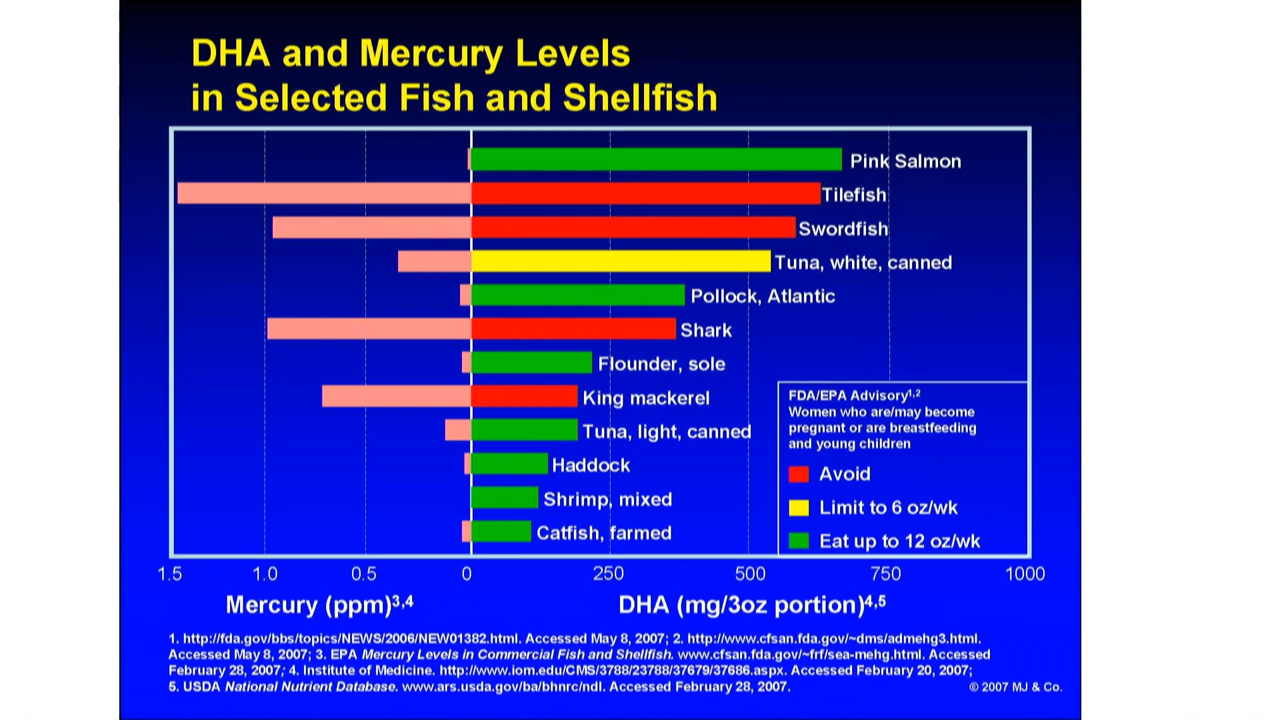 DHA and Mercury Levels
in Selected Fish and Shellfish
Pink Salmon
Tilefish
Swordfish
Tuna, white, canned
Pollock, Atlantic
Shark
Flounder, sole
King mackerel
Tuna, light, canned
Haddock
Shrimp, mixed
Catfish, farmed
FDA/EPA Advisory1,2
Women who are/may become
pregnant or are breastfeeding
and young children
Avoid
Limit to 6 oz/wk
Eat up to 12 oz/wk
1.5 1.0 0.5 0 250 500 750 1000
Mercury (ppm)3,4 DHA (mg/3oz portion)4,5
1. http://fda.gov/bbs/topics/NEWS/2006/NEW01382.html. Accessed May 8, 2007; 2. http://www.cfsan.fda.gov/~dms/admehg3.html.
Accessed May 8, 2007; 3. EPA Mercury Levels in Commercial Fish and Shellfish. www.cfsan.fda.gov/~frf/sea-mehg.html. Accessed
February 28, 2007; 4. Institute of Medicine. http://www.iom.edu/CMS/3788/23788/37679/37686.aspx. Accessed February 20, 2007;
5. USDA National Nutrient Database. www.ars.usda.gov/ba/bhnrc/ndl. Accessed February 28, 2007.
© 2007 MJ & Co.